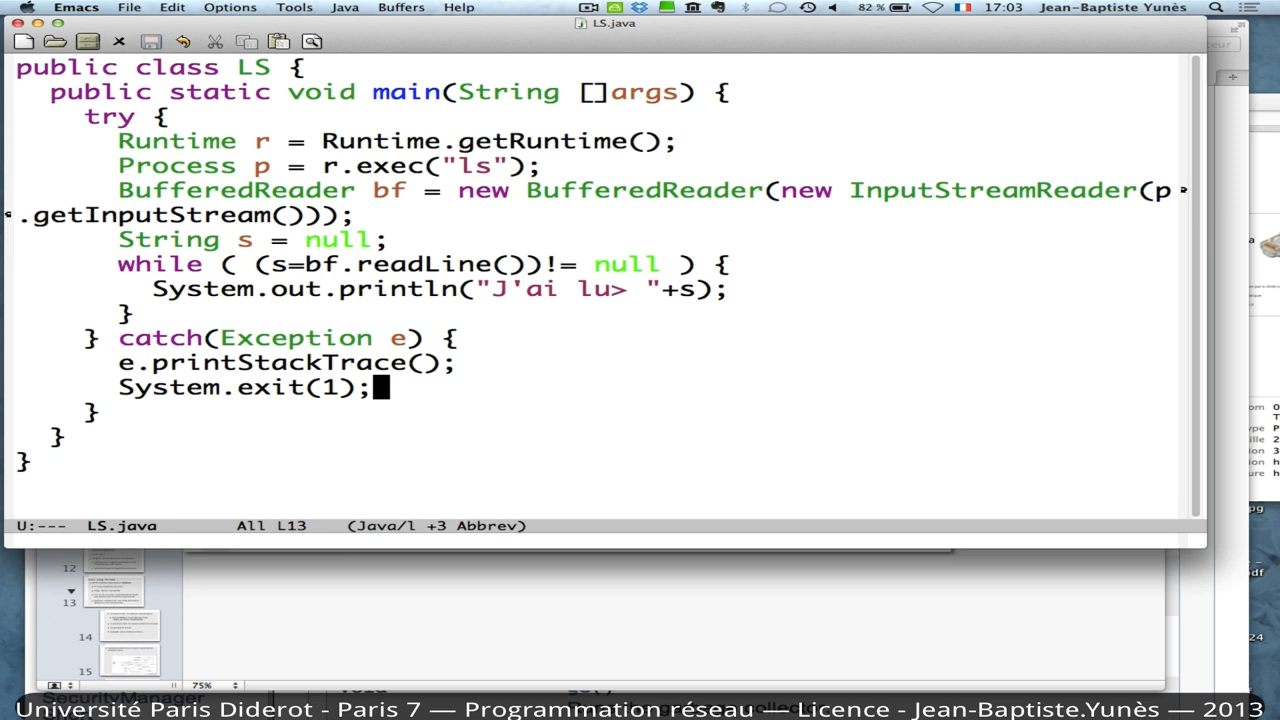 Emacs File Edit Options Tools Java Buffers Help 82 % 17:03 Jean-Baptiste Yunès
LS.java
public class LS {
public static void main(String []args) {
try {
Runtime r = Runtime.getRuntime();
Process p = r.exec("ls");
BufferedReader bf = new BufferedReader(new InputStreamReader(p
.getInputStream()));
String s = null;
while ( (s=bf.readLine())!= null ) {
System.out.println("J'ai lu> "+s);
}
} catch(Exception e) {
e.printStackTrace();
System.exit(1);
}
}
}
U:--- LS.java All L13 (Java/l +3 Abbrev)
12
13
14
15
75%
SecurityManager
Université Paris Diderot - Paris 7 — Programmation réseau — Licence - Jean-Baptiste.Yunès — 2013